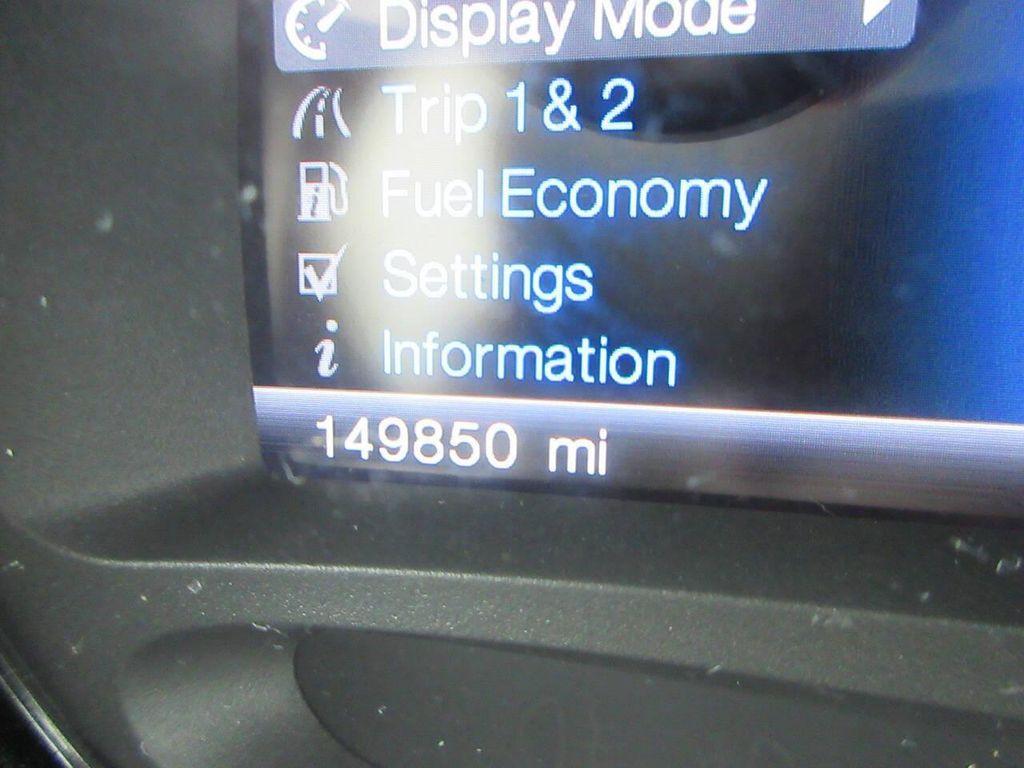 Display Mode
Trip 1 & 2
Fuel Economy
Settings
Information
149850 mi